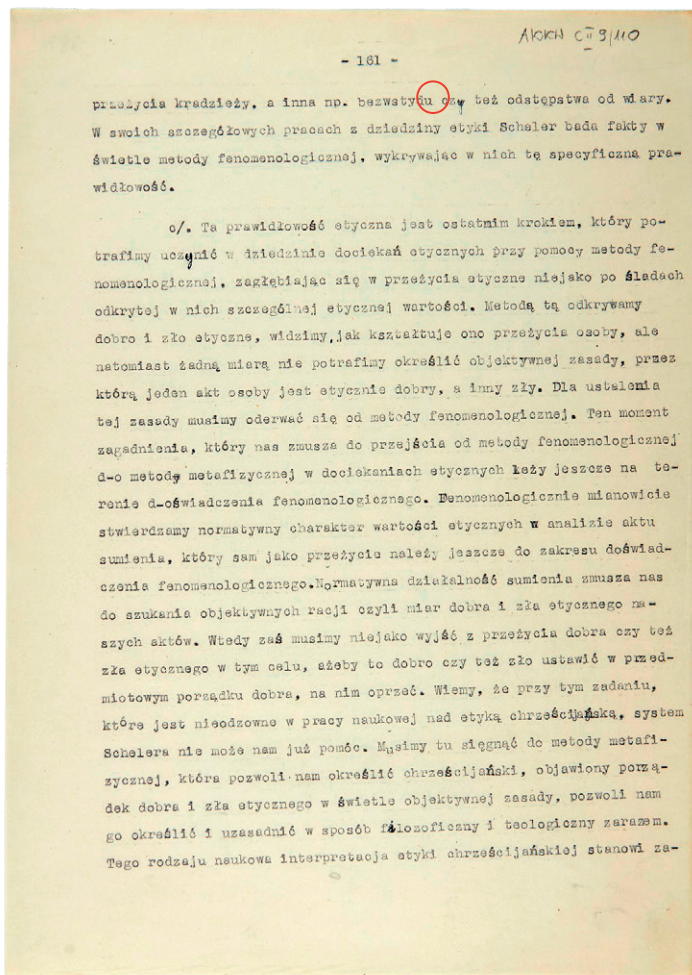 AKKW C II 9/110
- 161 -
przeżycia kradzieży, a inna np. bezwstydu czy też odstępstwa od wiary.
W swoich szczegółowych pracach z dziedziny etyki Scheler bada fakty w
świetle metody fenomenologicznej, wykrywając w nich tę specyficzną pra-
widłowość.
c/. Ta prawidłowość etyczna jest ostatnim krokiem, który po-
trafimy uczynić w dziedzinie dociekań etycznych przy pomocy metody fe-
nomenologicznej, zagłębiając się w przeżycia etyczne niejako po śladach
odkrytej w nich szczególnej etycznej wartości. Metodą tą odkrywamy
dobro i zło etyczne, widzimy, jak kształtuje ono przeżycia osoby, ale
natomiast żadną miarą nie potrafimy określić objektywnej zasady, przez
którą jeden akt osoby jest etycznie dobry, a inny zły. Dla ustalenia
tej zasady musimy oderwać się od metody fenomenologicznej. Ten moment
zagadnienia, który nas zmusza do przejścia od metody fenomenologicznej
d-o metody metafizycznej w dociekaniach etycznych leży jeszcze na te-
renie d-oświadczenia fenomenologicznego. Fenomenologicznie mianowicie
stwierdzamy normatywny charakter wartości etycznych w analizie aktu
sumienia, który sam jako przeżycie należy jeszcze do zakresu doświad-
czenia fenomenologicznego.Normatywna działalność sumienia zmusza nas
do szukania objektywnych racji czyli miar dobra i zła etycznego na-
szych aktów. Wtedy zaś musimy niejako wyjść z przeżycia dobra czy też
zła etycznego w tym celu, ażeby to dobro czy też zło ustawić w przed-
miotowym porządku dobra, na nim oprzeć. Wiemy, że przy tym zadaniu,
które jest nieodzowne w pracy naukowej nad etyką chrześcijańską, system
Schelera nie może nam już pomóc. Musimy tu sięgnąć do metody metafi-
zycznej, która pozwoli nam określić chrześcijański, objawiony porzą-
dek dobra i zła etycznego w świetle objektywnej zasady, pozwoli nam
go określić i uzasadnić w sposób filozoficzny i teologiczny zarazem.
Tego rodzaju naukowa interpretacja etyki chrześcijańskiej stanowi za-